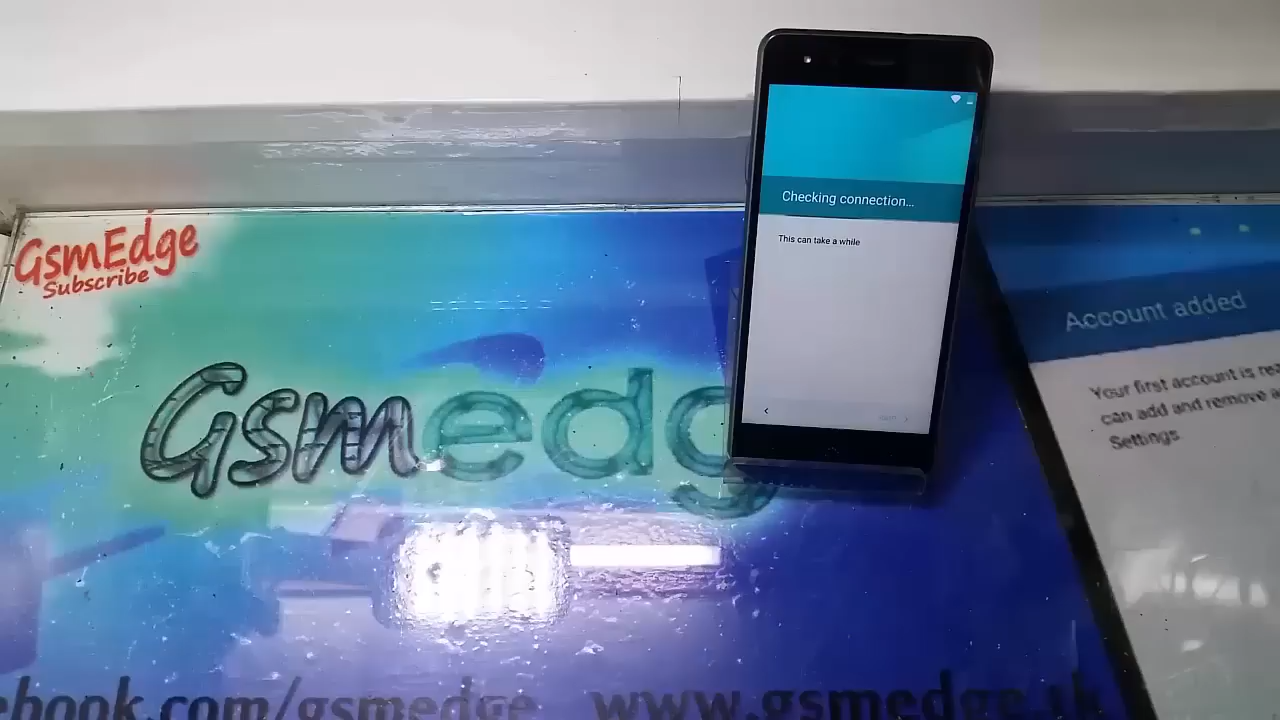 GsmEdge
Subscribe
Checking connection...
This can take a while
Gsmedg
Account added
Your first account is
can add and remove
Settings
ebook.com/gsmedge
www.gsmedge.tk